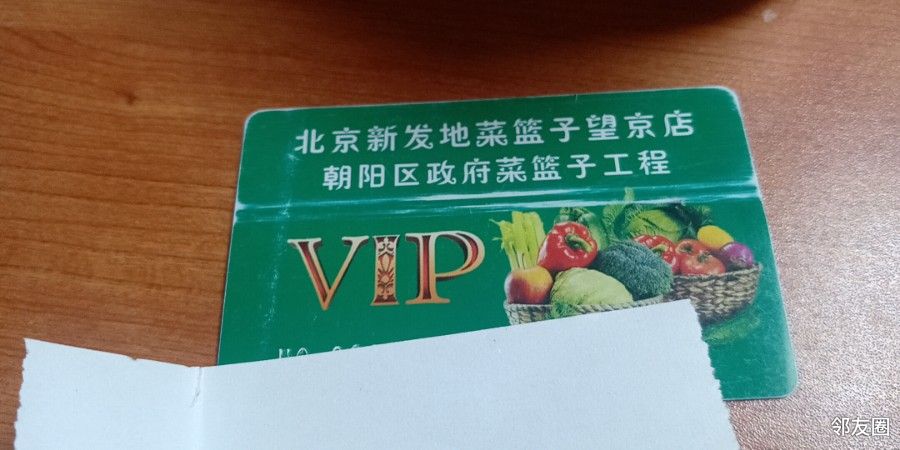 北京新发地菜篮子望京店
朝阳区政府菜篮子工程
VIP
邻友圈